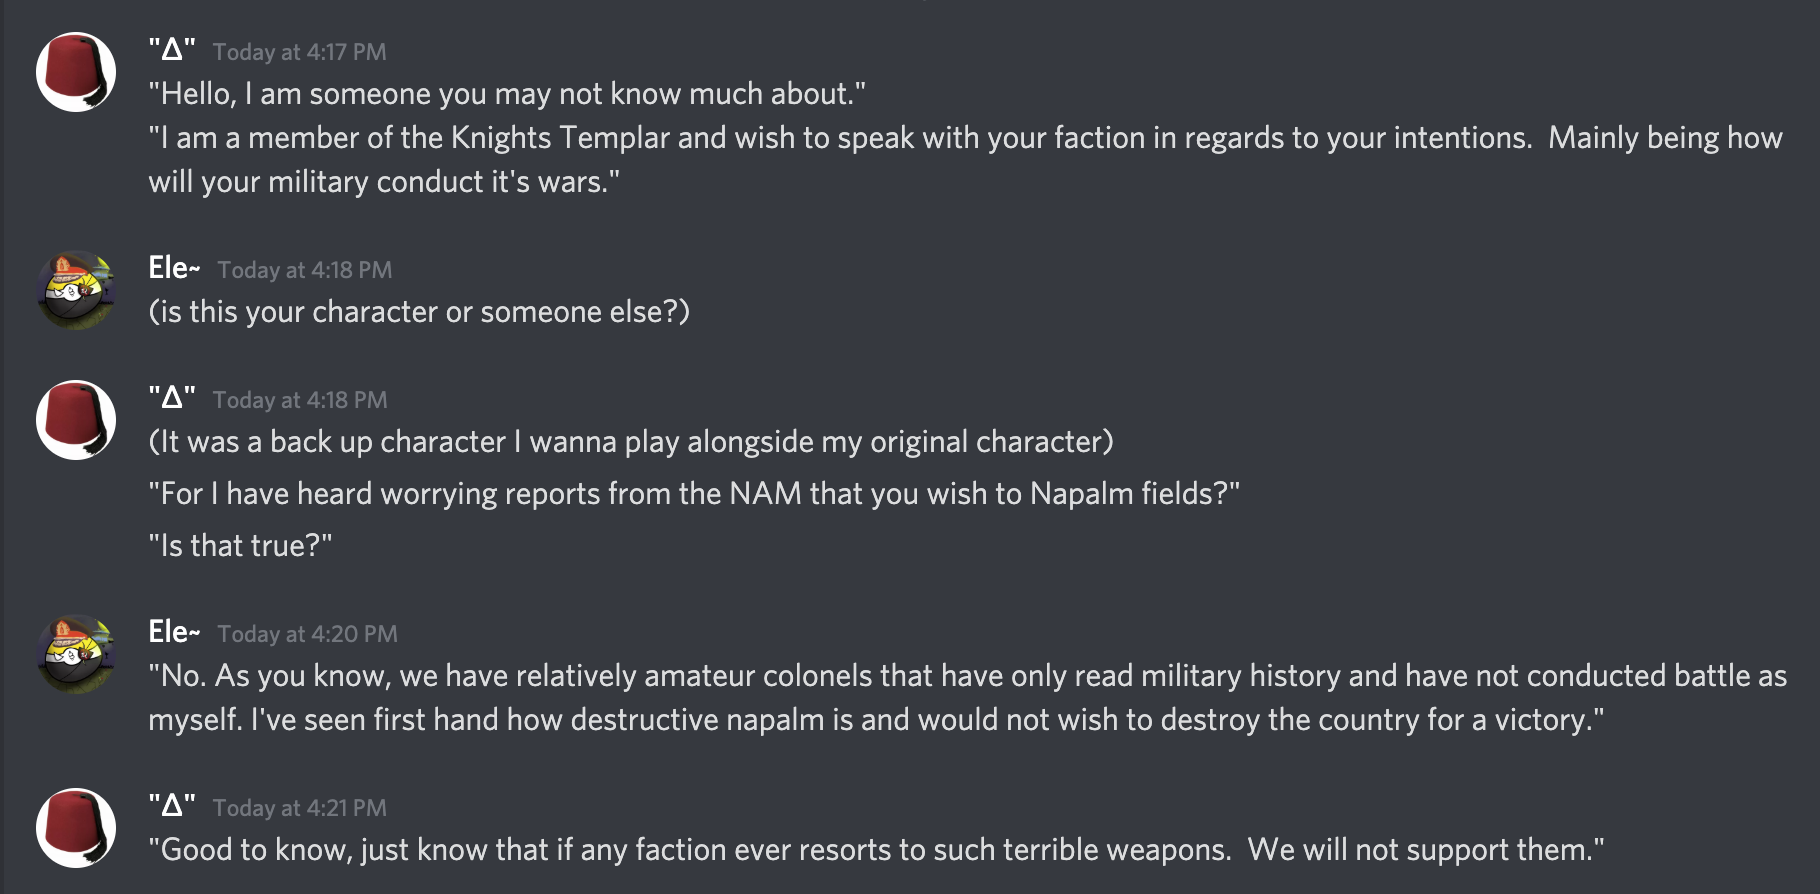 "Δ" Today at 4:17 PM
"Hello, I am someone you may not know much about."
"I am a member of the Knights Templar and wish to speak with your faction in regards to your intentions.  Mainly being how
will your military conduct it's wars."
Ele~ Today at 4:18 PM
(is this your character or someone else?)
"Δ" Today at 4:18 PM
(It was a back up character I wanna play alongside my original character)
"For I have heard worrying reports from the NAM that you wish to Napalm fields?"
"Is that true?"
Ele~ Today at 4:20 PM
"No. As you know, we have relatively amateur colonels that have only read military history and have not conducted battle as
myself. I've seen first hand how destructive napalm is and would not wish to destroy the country for a victory."
"Δ" Today at 4:21 PM
"Good to know, just know that if any faction ever resorts to such terrible weapons.  We will not support them."